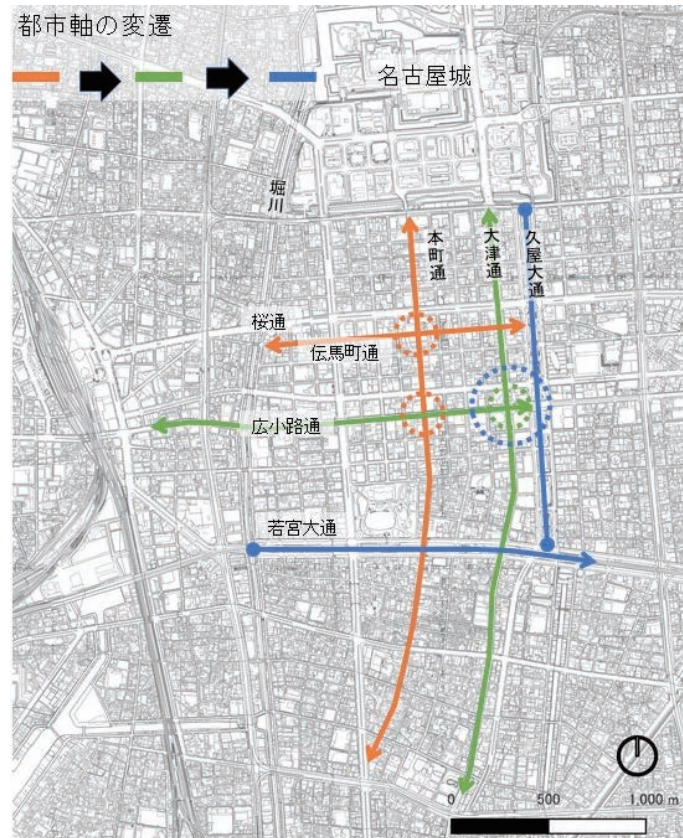 都市軸の変遷
名古屋城
堀川
本町通
大津通
久屋大通
桜通
伝馬町通
広小路通
若宮大通
0 500 1,000 m